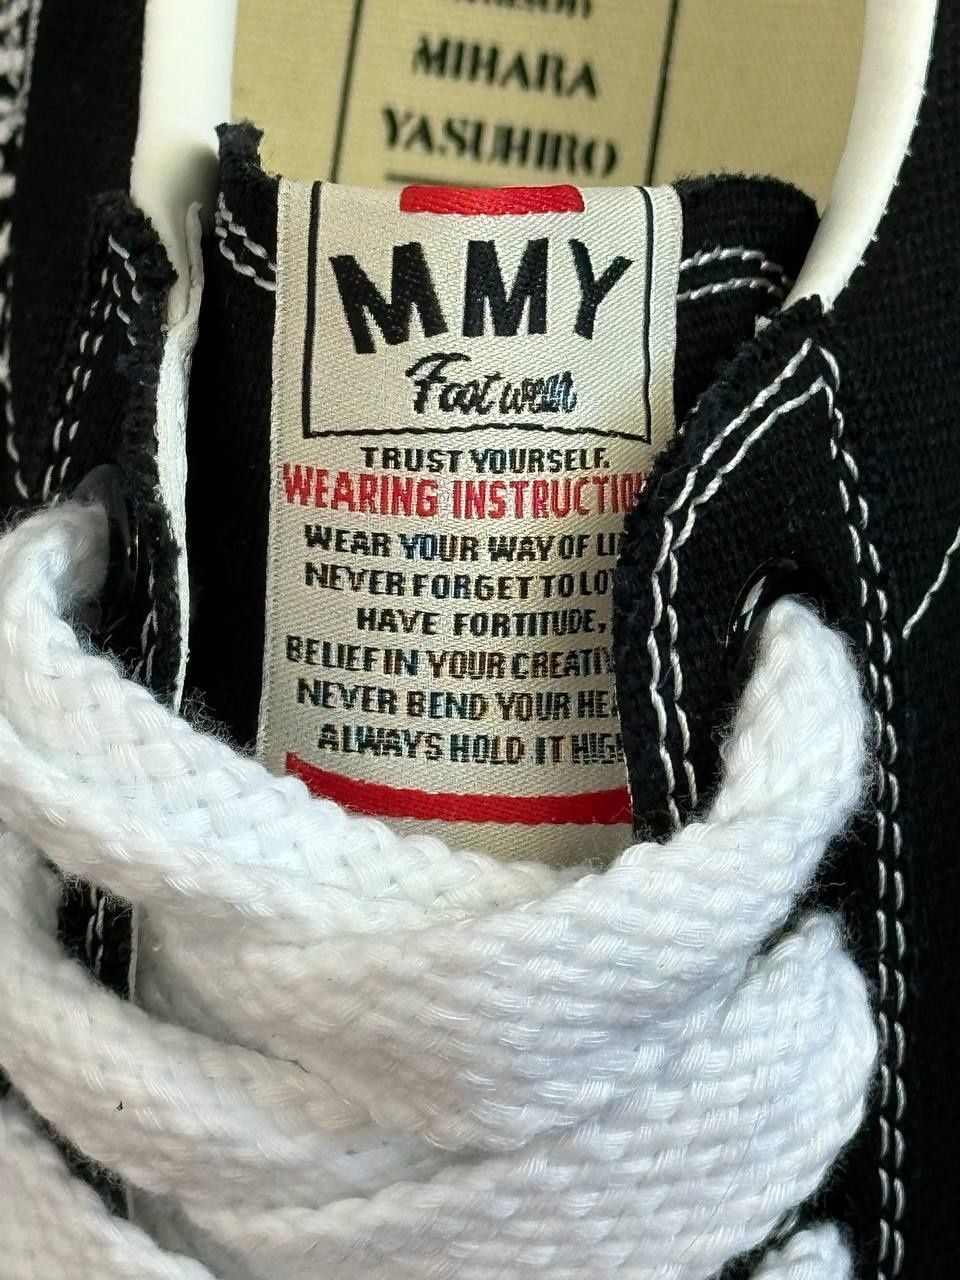 MIHARA
YASUHIRO
MMY
Footwear
TRUST YOURSELF.
WEARING INSTRUCTIO
WEAR YOUR WAY OF LI
NEVER FORGET TO LO
HAVE FORTITUDE,
BELIEF IN YOUR CREATI
NEVER BEND YOUR HE
ALWAYS HOLD IT HIG